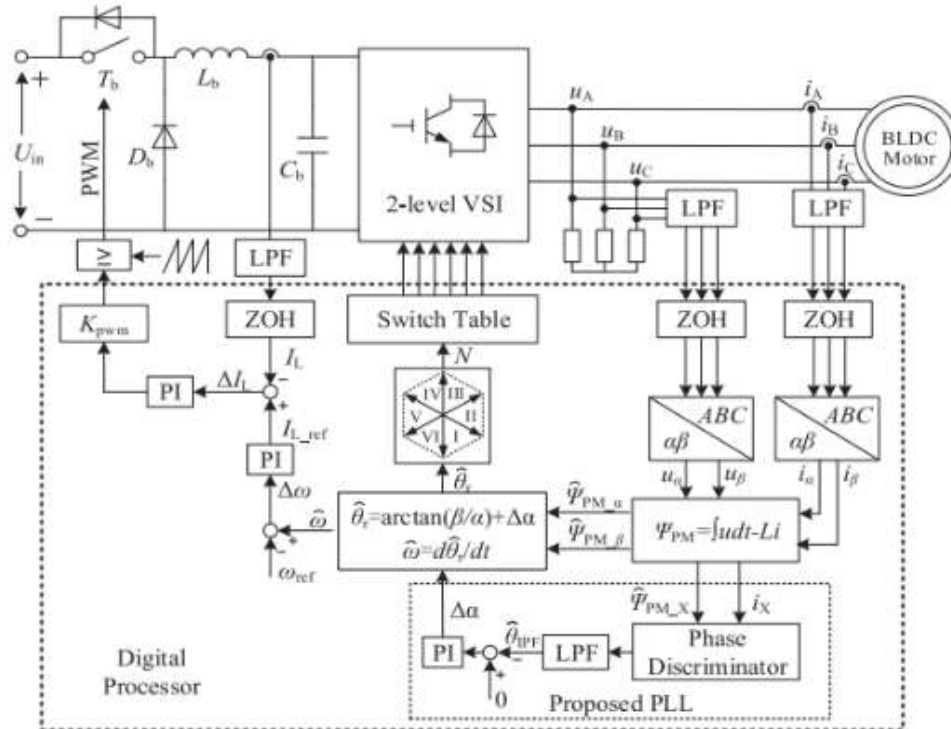 +
T_b
L_b
U_in
PWM
D_b
C_b
−
2-level VSI
u_A
u_B
u_C
i_A
i_B
i_C
BLDC
Motor
LPF
LPF
≥
LPF
K_pwm
ZOH
Switch Table
ZOH
ZOH
I_L
−
N
PI
ΔI_L
+
IV III
V II
VI I
ABC
αβ
ABC
αβ
I_L_ref
PI
θ̂_r
u_α
u_β
i_α
i_β
Δω
ω̂
+
−
ω_ref
θ̂_r=arctan(β/α)+Δα
ω̂=dθ̂_r/dt
Ψ̂_PM_α
Ψ̂_PM_β
Ψ_PM=∫udt-Li
Δα
Ψ̂_PM_X
i_X
PI
θ̂_IPF
−
+
0
LPF
Phase
Discriminator
Digital
Processor
Proposed PLL